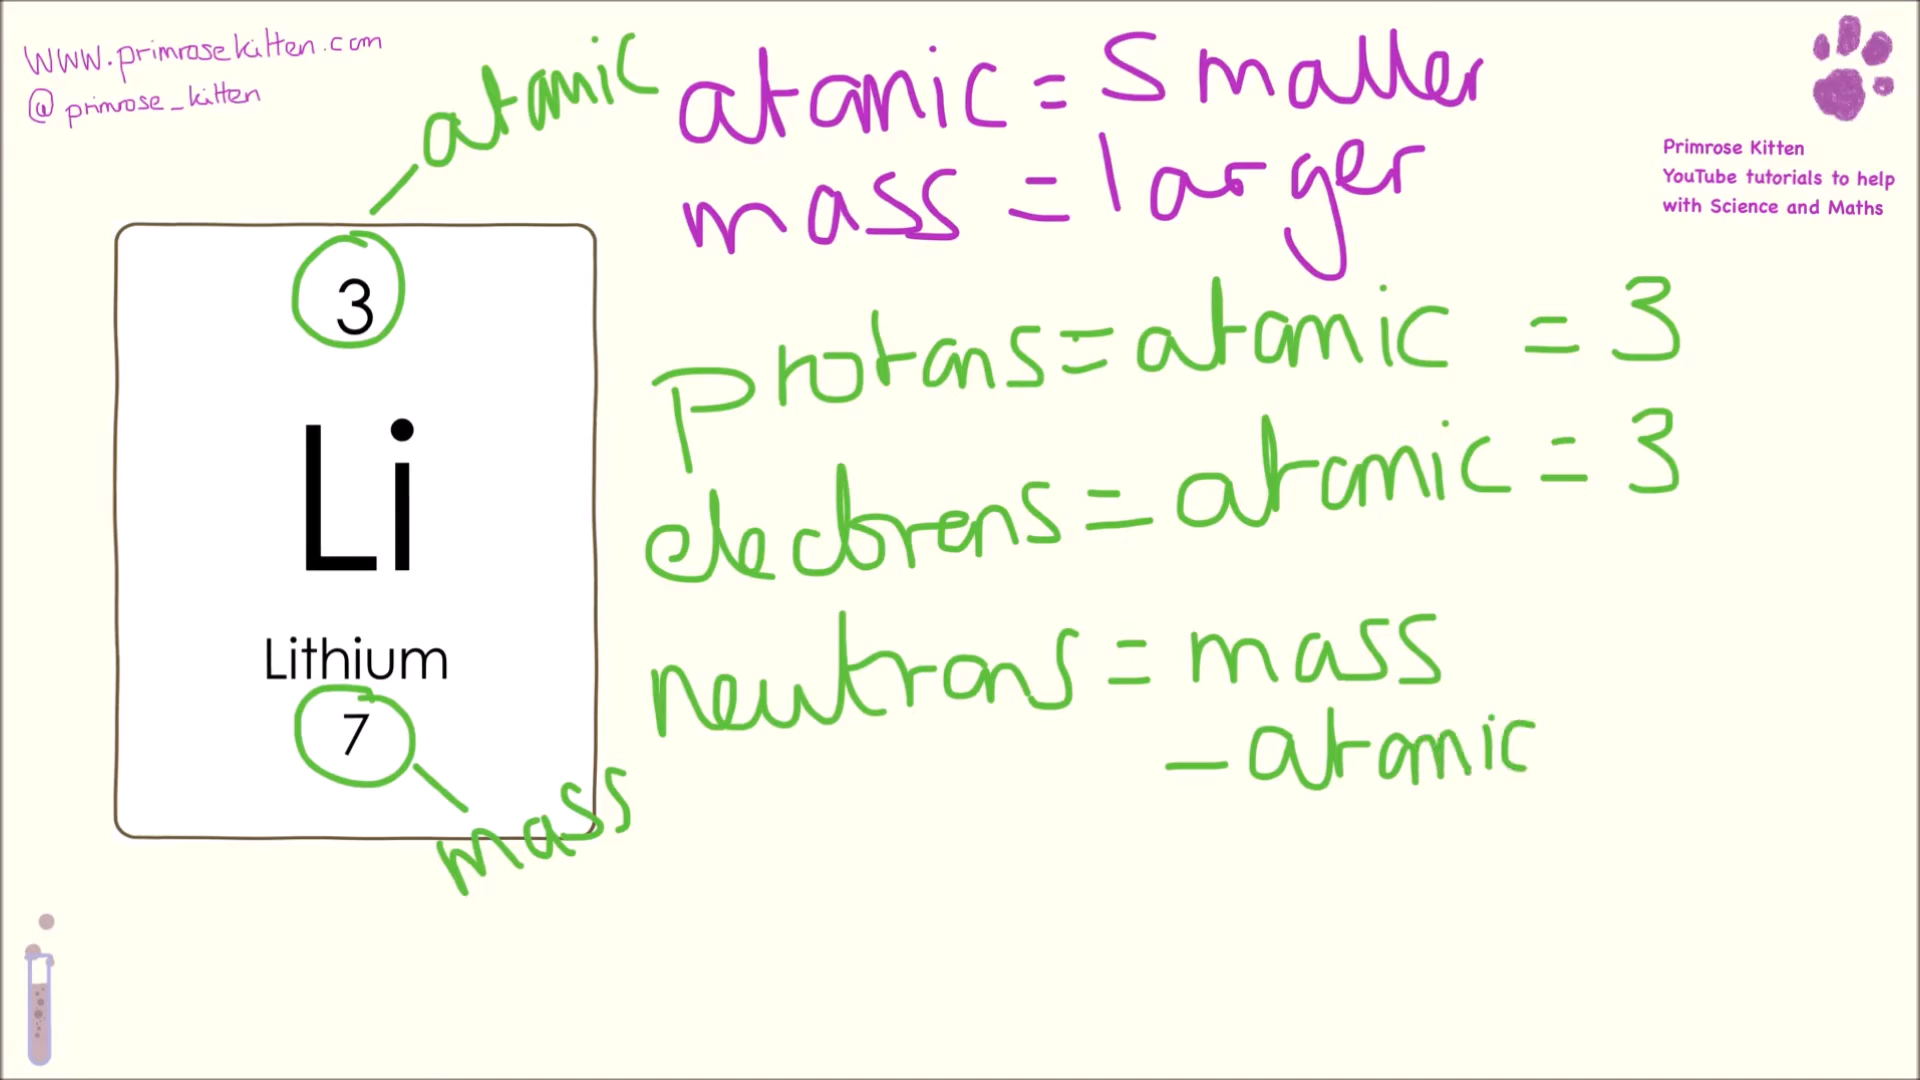 www.primrosekitten.com
@primrose_kitten
atomic
atomic = smaller
mass = larger
Primrose Kitten
YouTube tutorials to help
with Science and Maths
3
Li
Lithium
7
mass
protons = atomic = 3
electrons = atomic = 3
neutrons = mass
- atomic